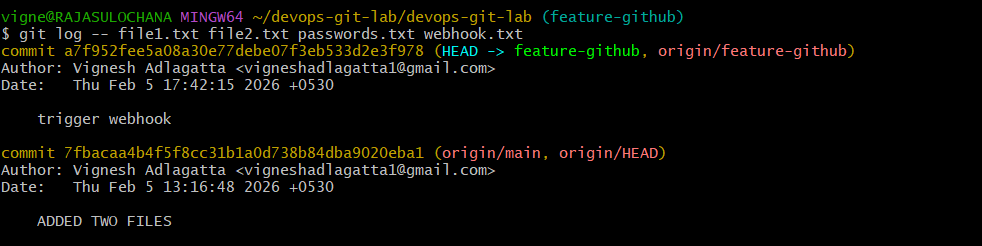 vigne@RAJASULOCHANA MINGW64 ~/devops-git-lab/devops-git-lab (feature-github)
$ git log -- file1.txt file2.txt passwords.txt webhook.txt
commit a7f952fee5a08a30e77debe07f3eb533d2e3f978 (HEAD -> feature-github, origin/feature-github)
Author: Vignesh Adlagatta <vigneshadlagatta1@gmail.com>
Date:   Thu Feb 5 17:42:15 2026 +0530

    trigger webhook

commit 7fbacaa4b4f5f8cc31b1a0d738b84dba9020eba1 (origin/main, origin/HEAD)
Author: Vignesh Adlagatta <vigneshadlagatta1@gmail.com>
Date:   Thu Feb 5 13:16:48 2026 +0530

    ADDED TWO FILES